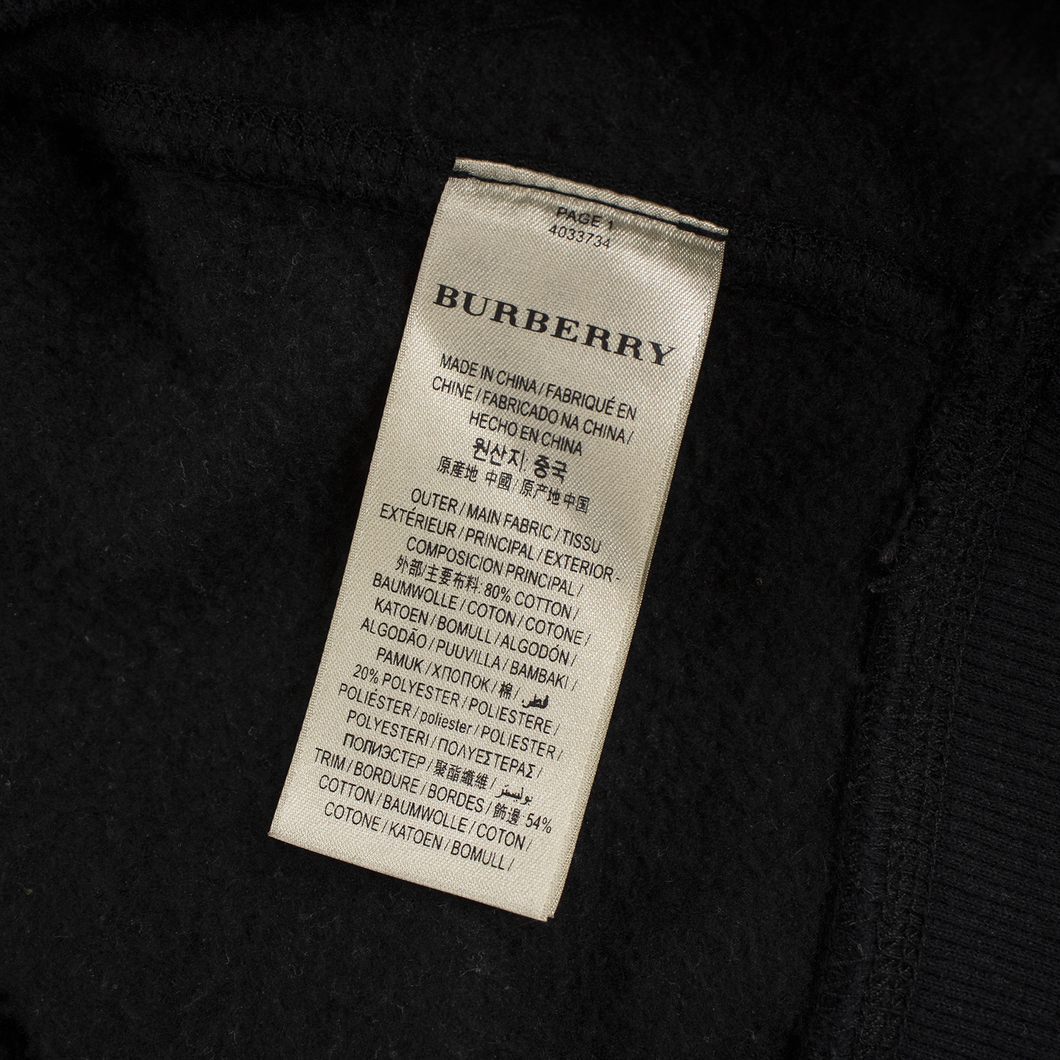 PAGE 1
4033734
BURBERRY
MADE IN CHINA / FABRIQUÉ EN
CHINE / FABRICADO NA CHINA /
HECHO EN CHINA
원산지: 중국
原産地 中國 / 原产地 中国
OUTER / MAIN FABRIC / TISSU
EXTÉRIEUR / PRINCIPAL / EXTERIOR -
COMPOSICION PRINCIPAL /
外部/主要布料: 80% COTTON /
BAUMWOLLE / COTON / COTONE /
KATOEN / BOMULL / ALGODÓN /
ALGODÃO / PUUVILLA / BAMBAKI /
PAMUK / ХПОПОК / 棉 / قطن
20% POLYESTER / POLIESTERE /
POLIÉSTER / poliester / POLJESTER /
POLYESTERI / ΠΟΛΥΕΣΤΕΡΑΣ /
ПОПИЭСТЕР / 聚酯纖維 / بوليستر
TRIM / BORDURE / BORDES / 飾邊 54%
COTTON / BAUMWOLLE / COTON /
COTONE / KATOEN / BOMULL /